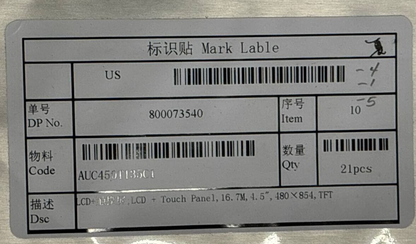 标识贴 Mark Lable
US
-4
-1
单号
DP No.
800073540
序号
Item
10
-5
物料
Code
数量
Qty
21pcs
描述
Dsc
LCD + Touch Panel,16.7M,4.5",480×854,TFT